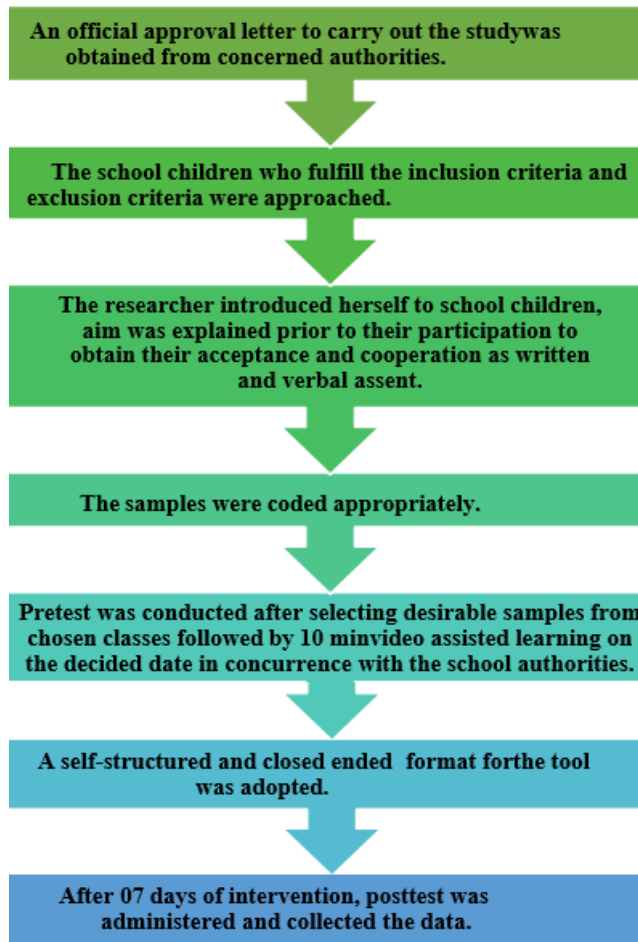 An official approval letter to carry out the studywas
obtained from concerned authorities.
The school children who fulfill the inclusion criteria and
exclusion criteria were approached.
The researcher introduced herself to school children,
aim was explained prior to their participation to
obtain their acceptance and cooperation as written
and verbal assent.
The samples were coded appropriately.
Pretest was conducted after selecting desirable samples from
chosen classes followed by 10 minvideo assisted learning on
the decided date in concurrence with the school authorities.
A self-structured and closed ended format forthe tool
was adopted.
After 07 days of intervention, posttest was
administered and collected the data.